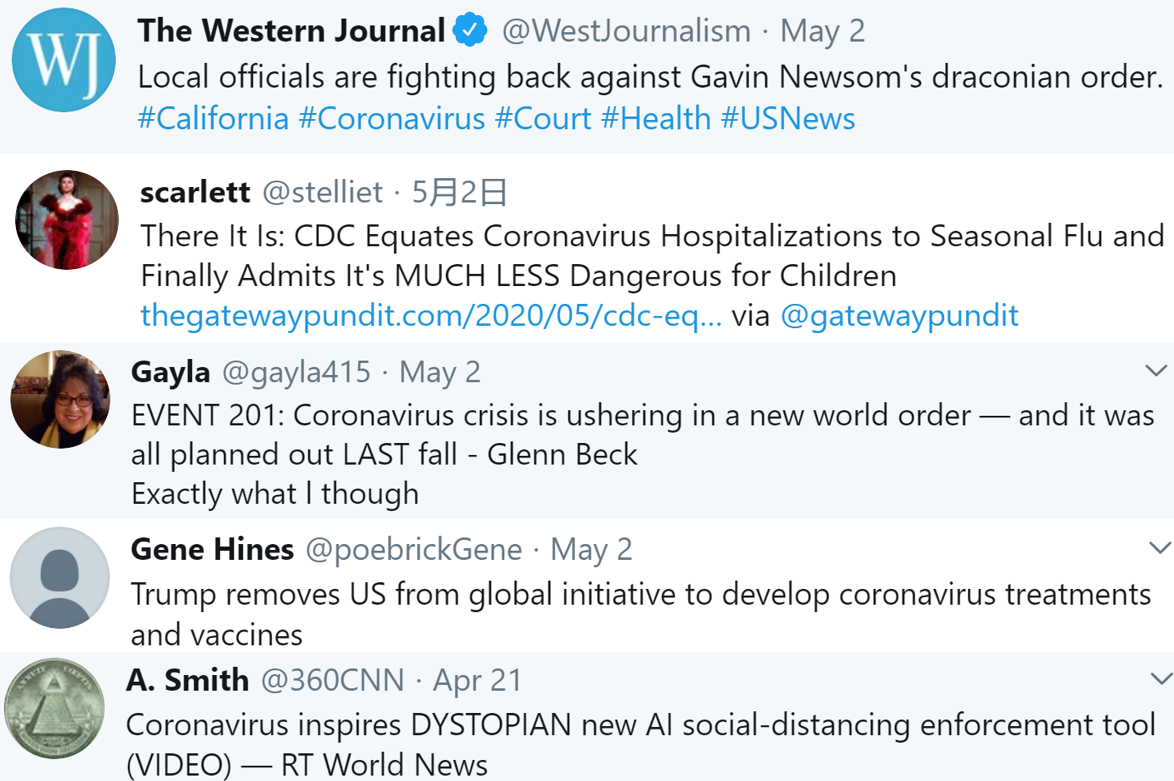 WJ
The Western Journal @WestJournalism · May 2
Local officials are fighting back against Gavin Newsom's draconian order.
#California #Coronavirus #Court #Health #USNews
scarlett @stelliet · 5月2日
There It Is: CDC Equates Coronavirus Hospitalizations to Seasonal Flu and
Finally Admits It's MUCH LESS Dangerous for Children
thegatewaypundit.com/2020/05/cdc-eq... via @gatewaypundit
Gayla @gayla415 · May 2
EVENT 201: Coronavirus crisis is ushering in a new world order — and it was
all planned out LAST fall - Glenn Beck
Exactly what I though
Gene Hines @poebrickGene · May 2
Trump removes US from global initiative to develop coronavirus treatments
and vaccines
A. Smith @360CNN · Apr 21
Coronavirus inspires DYSTOPIAN new AI social-distancing enforcement tool
(VIDEO) — RT World News